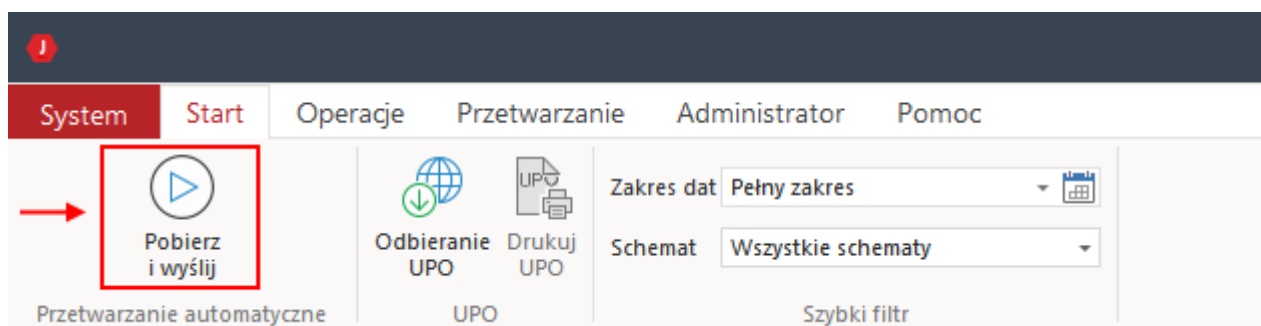 J
System Start Operacje Przetwarzanie Administrator Pomoc
Pobierz
i wyślij
Przetwarzanie automatyczne
Odbieranie
UPO
UPO
Drukuj
UPO
UPO
Zakres dat Pełny zakres
Schemat Wszystkie schematy
Szybki filtr